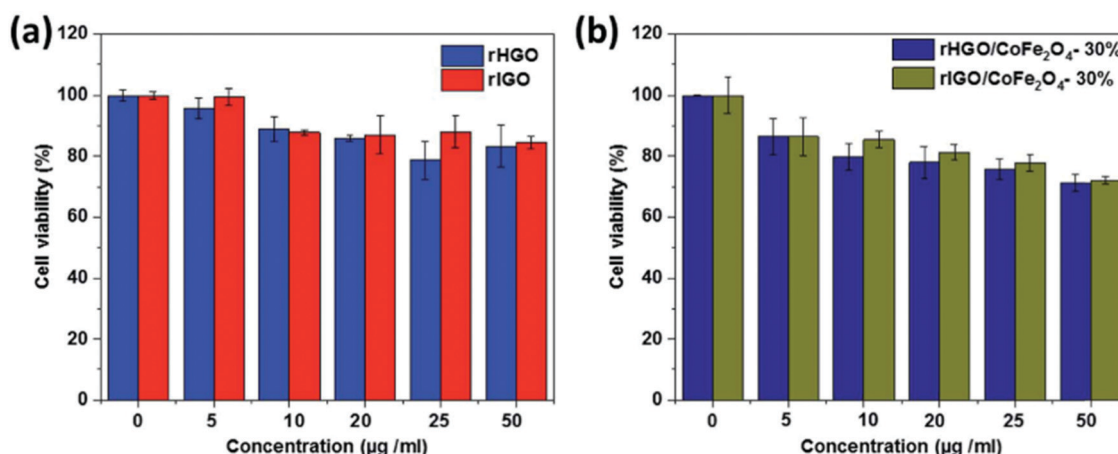 (a)
120
100
80
60
40
20
0
Cell viability (%)
rHGO
rIGO
0 5 10 20 25 50
Concentration (µg /ml)
(b)
120
100
80
60
40
20
0
Cell viability (%)
rHGO/CoFe₂O₄- 30%
rIGO/CoFe₂O₄- 30%
0 5 10 20 25 50
Concentration (µg /ml)